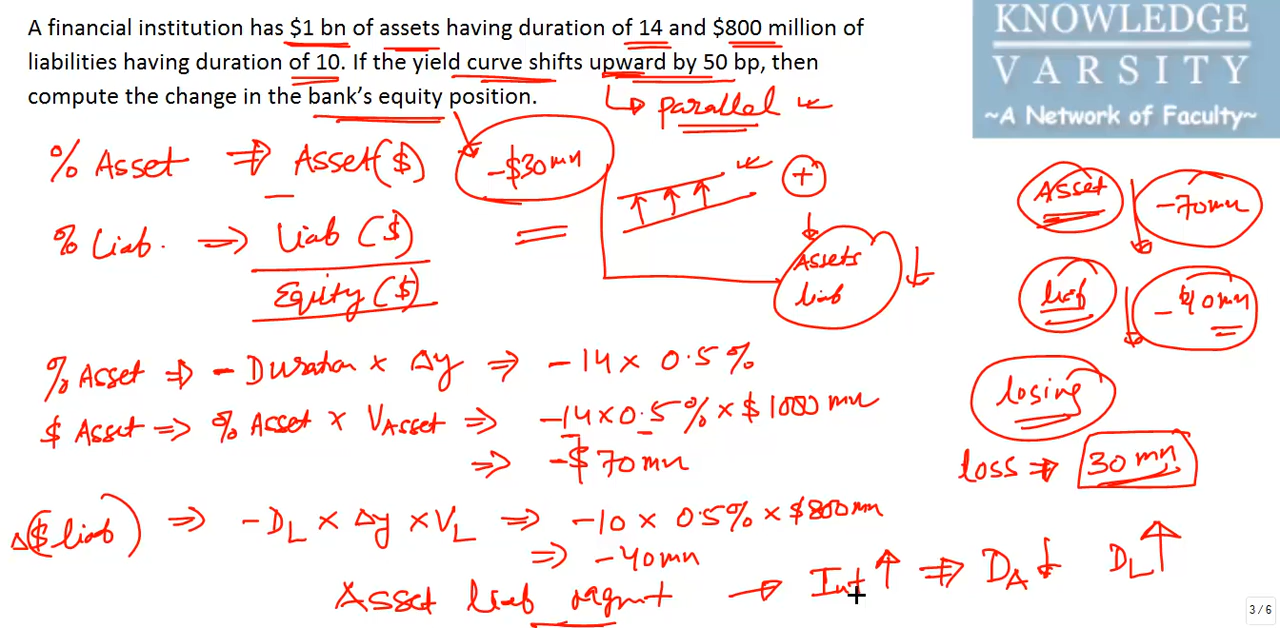 A financial institution has $1 bn of assets having duration of 14 and $800 million of
liabilities having duration of 10. If the yield curve shifts upward by 50 bp, then
compute the change in the bank's equity position.
KNOWLEDGE
VARSITY
~A Network of Faculty~
↳ parallel
% Asset ⇒ Asset($)
-$30mn
+
% Liab. ⇒ Liab ($)
=
Equity ($)
Assets ↓
liab
Asset ↓ -70mn
liab ↓ -40mn
losing
loss ⇒ 30 mn
% Asset ⇒ - Duration x Δy ⇒ -14 x 0.5%
$ Asset ⇒ % Asset x VAsset ⇒ -14 x 0.5% x $ 1000 mn
⇒ -$ 70mn
Δ($ liab) ⇒ -DL x Δy x VL ⇒ -10 x 0.5% x $800mn
⇒ -40mn
Asset liab mgmt → Int ↑ ⇒ DA ↓ DL ↑
3 / 6